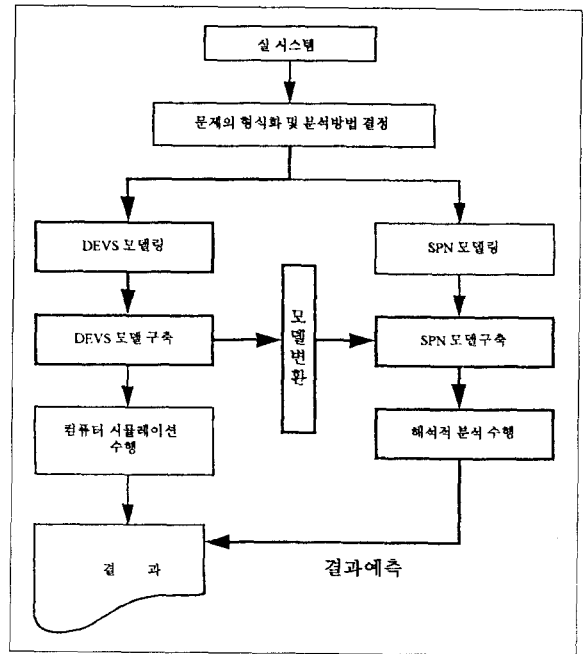 실 시스템
문제의 형식화 및 분석방법 결정
DEVS 모델링
SPN 모델링
모
델
변
환
DEVS 모델 구축
SPN 모델구축
컴퓨터 시뮬레이션
수행
해석적 분석 수행
결 과
결과예측